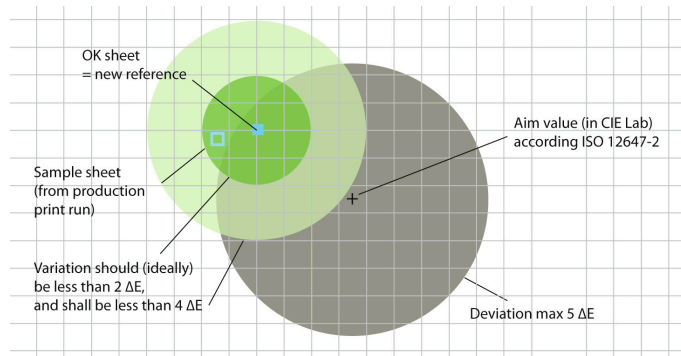 OK sheet
= new reference
Aim value (in CIE Lab)
according ISO 12647-2
Sample sheet
(from production
print run)
Variation should (ideally)
be less than 2 ΔE,
and shall be less than 4 ΔE
Deviation max 5 ΔE